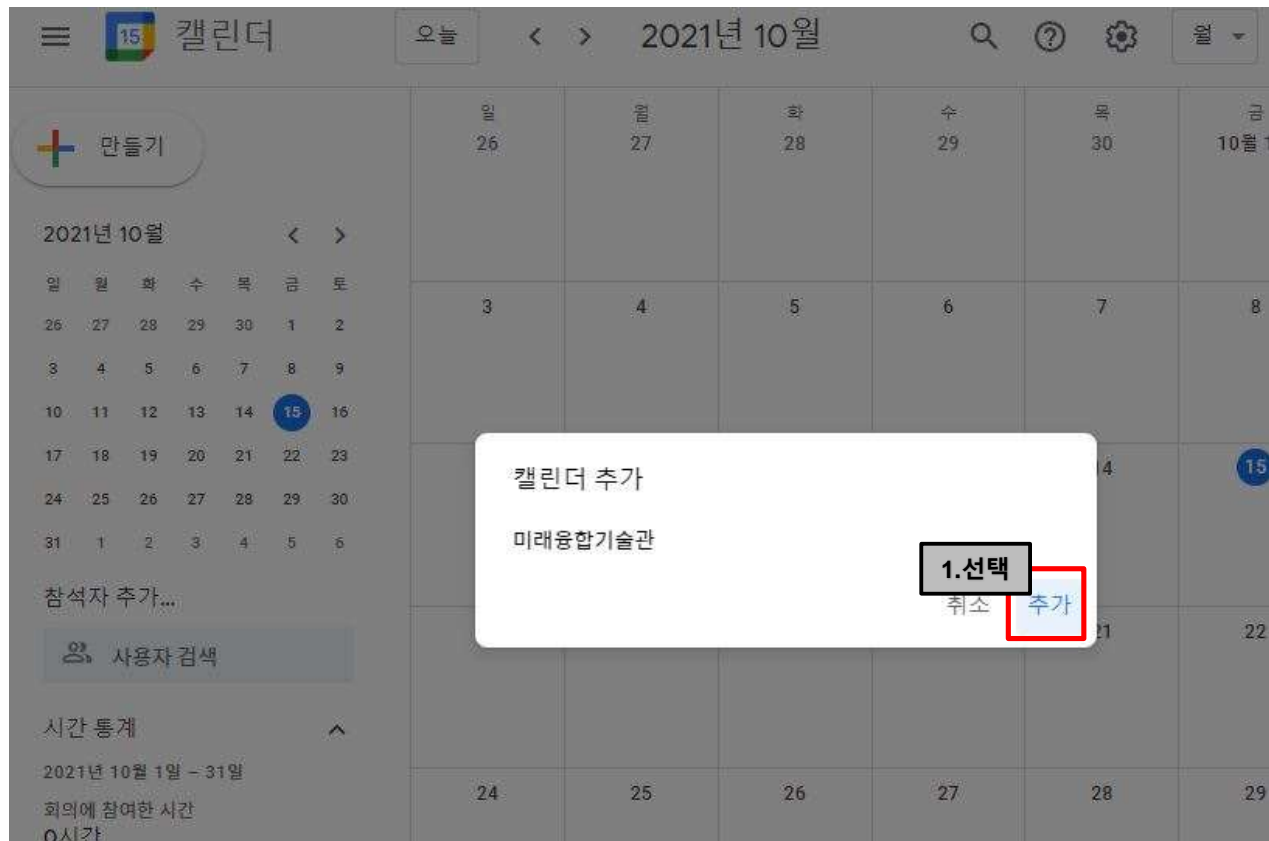 15 캘린더 오늘 < > 2021년 10월 월
만들기
2021년 10월 < >
일 월 화 수 목 금 토
26 27 28 29 30 1 2
3 4 5 6 7 8 9
10 11 12 13 14 15 16
17 18 19 20 21 22 23
24 25 26 27 28 29 30
31 1 2 3 4 5 6
참석자 추가...
사용자 검색
시간 통계
2021년 10월 1일 – 31일
회의에 참여한 시간
0시간
일 월 화 수 목 금
26 27 28 29 30 10월 1
3 4 5 6 7 8
14 15
캘린더 추가
미래융합기술관
1.선택
취소 추가
21 22
24 25 26 27 28 29